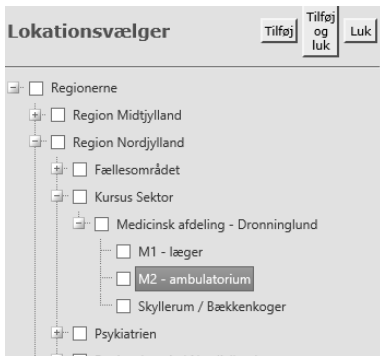 Lokationsvælger
Tilføj
Tilføj og luk
Luk
Regionerne
Region Midtjylland
Region Nordjylland
Fællesområdet
Kursus Sektor
Medicinsk afdeling - Dronninglund
M1 - læger
M2 - ambulatorium
Skyllerum / Bækkenkoger
Psykiatrien